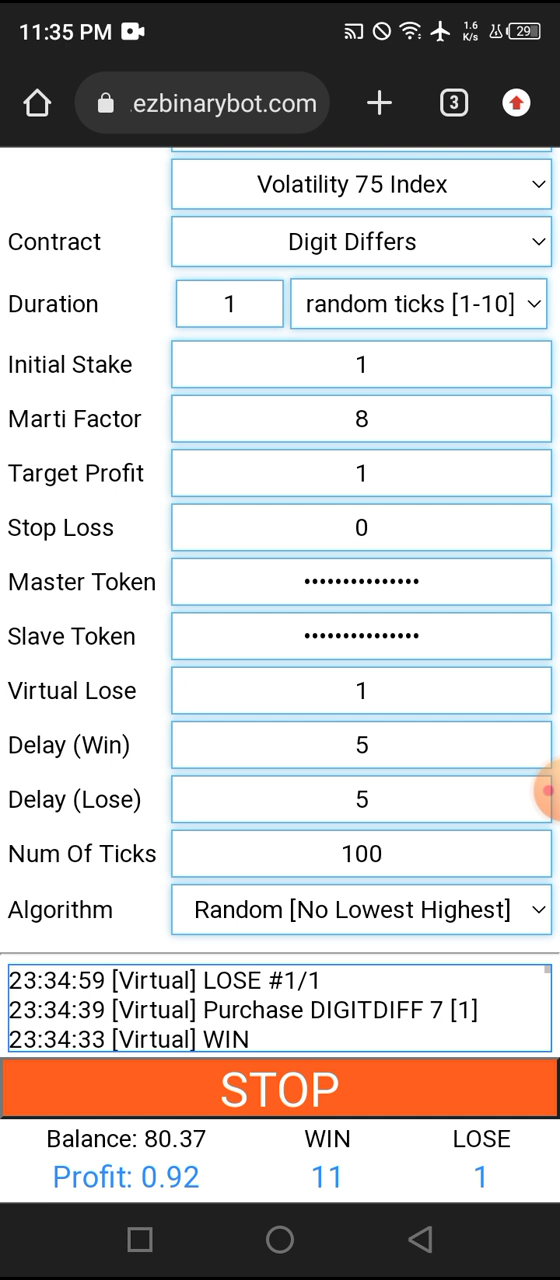 11:35 PM 1.6 K/s 29
.ezbinarybot.com 3
Volatility 75 Index
Contract Digit Differs
Duration 1 random ticks [1-10]
Initial Stake 1
Marti Factor 8
Target Profit 1
Stop Loss 0
Master Token •••••••••••••••
Slave Token •••••••••••••••
Virtual Lose 1
Delay (Win) 5
Delay (Lose) 5
Num Of Ticks 100
Algorithm Random [No Lowest Highest]
23:34:59 [Virtual] LOSE #1/1
23:34:39 [Virtual] Purchase DIGITDIFF 7 [1]
23:34:33 [Virtual] WIN
STOP
Balance: 80.37 WIN LOSE
Profit: 0.92 11 1